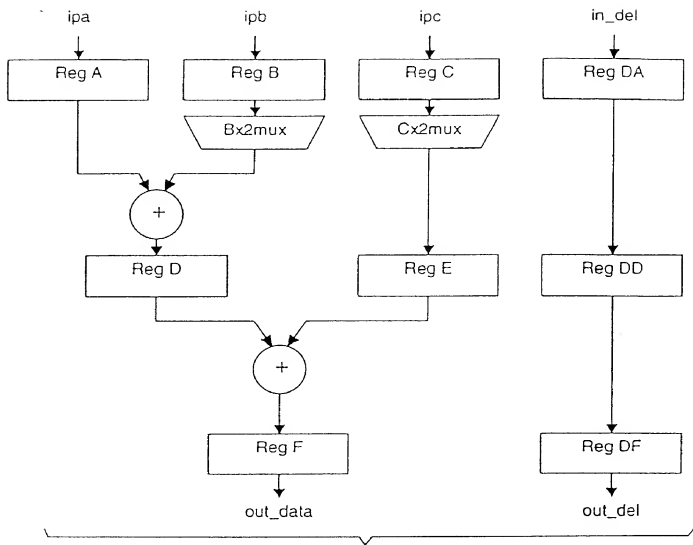 ipa ipb ipc in_del
Reg A Reg B Reg C Reg DA
Bx2mux Cx2mux
+
Reg D Reg E Reg DD
+
Reg F Reg DF
out_data out_del